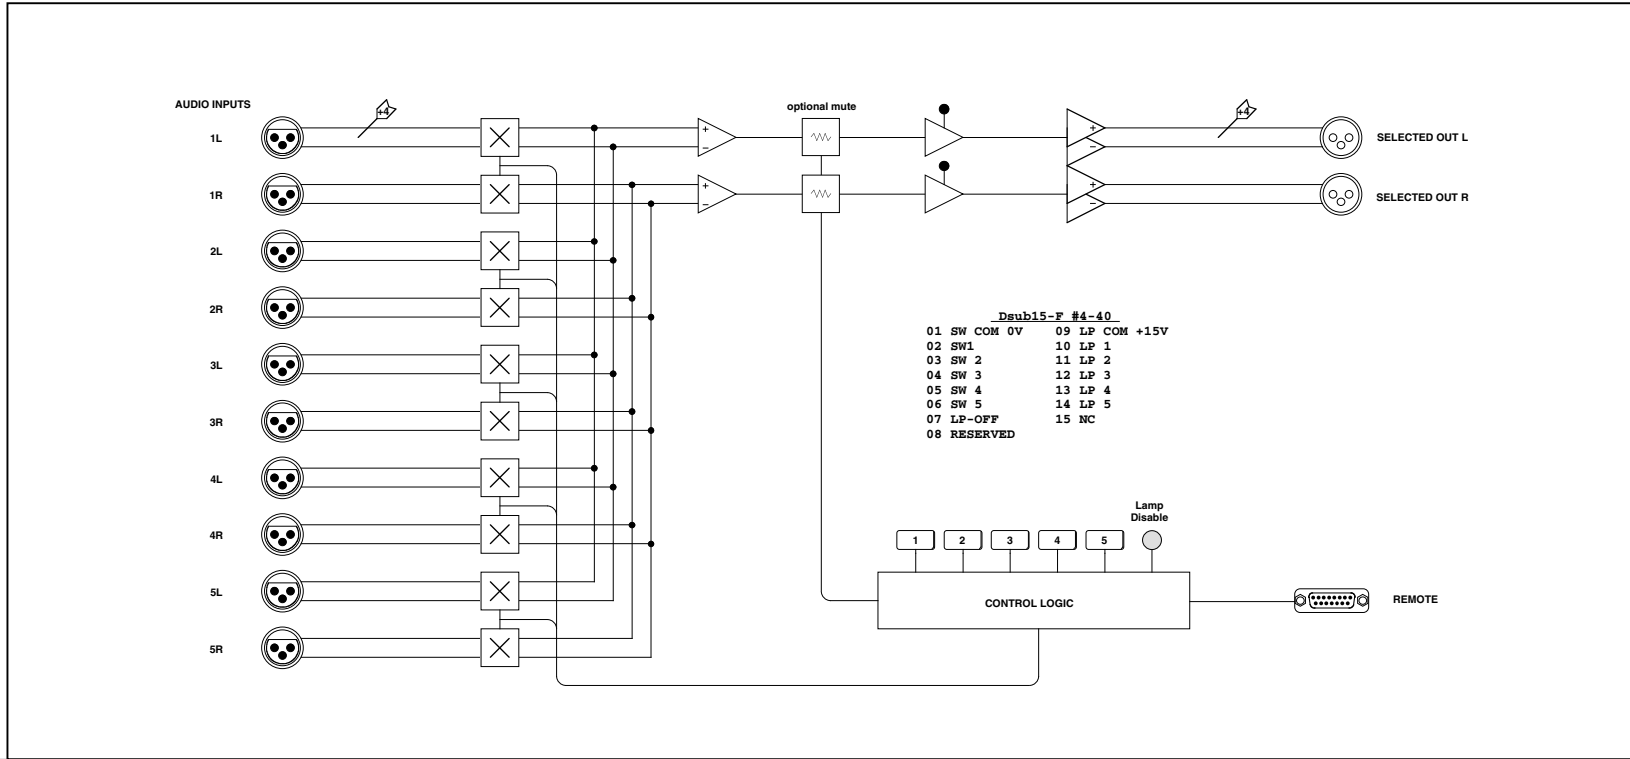 AUDIO INPUTS
+4
optional mute
+4
1L
+
−
+
−
SELECTED OUT L
1R
+
−
+
−
SELECTED OUT R
2L
2R
3L
3R
4L
4R
5L
5R
Dsub15-F #4-40
01 SW COM 0V 09 LP COM +15V
02 SW1 10 LP 1
03 SW 2 11 LP 2
04 SW 3 12 LP 3
05 SW 4 13 LP 4
06 SW 5 14 LP 5
07 LP-OFF 15 NC
08 RESERVED
Lamp
Disable
1 2 3 4 5
CONTROL LOGIC
REMOTE